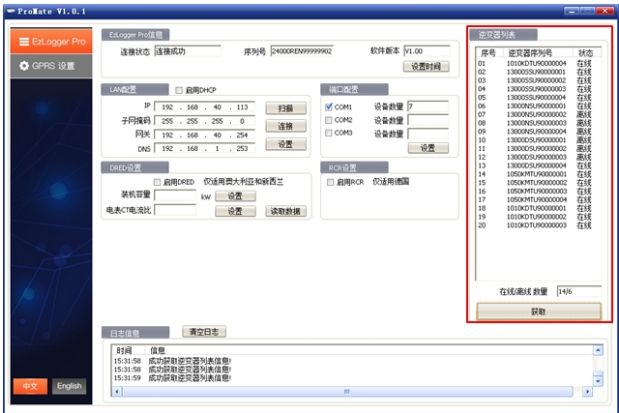 ProMate V1.0.1
EzLogger Pro
GPRS 设置
中文
English
EzLogger Pro信息
连接状态 连接成功 序列号 24000REN99999902 软件版本 V1.00
设置时间
LAN配置 启用DHCP
IP 192 . 168 . 40 . 113 扫描
子网掩码 255 . 255 . 255 . 0 连接
网关 192 . 168 . 40 . 254
DNS 192 . 168 . 1 . 253 设置
端口配置
COM1 设备数量 7
COM2 设备数量
COM3 设备数量
设置
DRED设置
启用DRED 仅适用澳大利亚和新西兰
装机容量 kW 设置
电表CT电流比 设置 读取数据
RCR设置
启用RCR 仅适用德国
逆变器列表
序号 逆变器序列号 状态
01 1010KDTU90000004 在线
02 13000SSU90000001 在线
03 13000SSU90000003 在线
04 13000SSU90000003 在线
05 13000SSU90000004 在线
06 13000NSU90000001 在线
07 13000NSU90000002 离线
08 13000NSU90000003 离线
09 13000NSU90000004 离线
10 13000DSU90000001 离线
11 13000DSU90000002 离线
12 13000DSU90000003 离线
13 13000DSU90000004 在线
14 1050KMTU90000001 在线
15 1050KMTU90000002 在线
16 1050KMTU90000003 在线
17 1050KMTU90000004 在线
18 1010KDTU90000001 在线
19 1010KDTU90000002 在线
20 1010KDTU90000003 在线
在线/离线 数量 14/6
获取
日志信息 清空日志
时间 信息
15:31:58 成功获取逆变器列表信息!
15:31:58 成功获取逆变器列表信息!
15:31:59 成功获取逆变器列表信息!